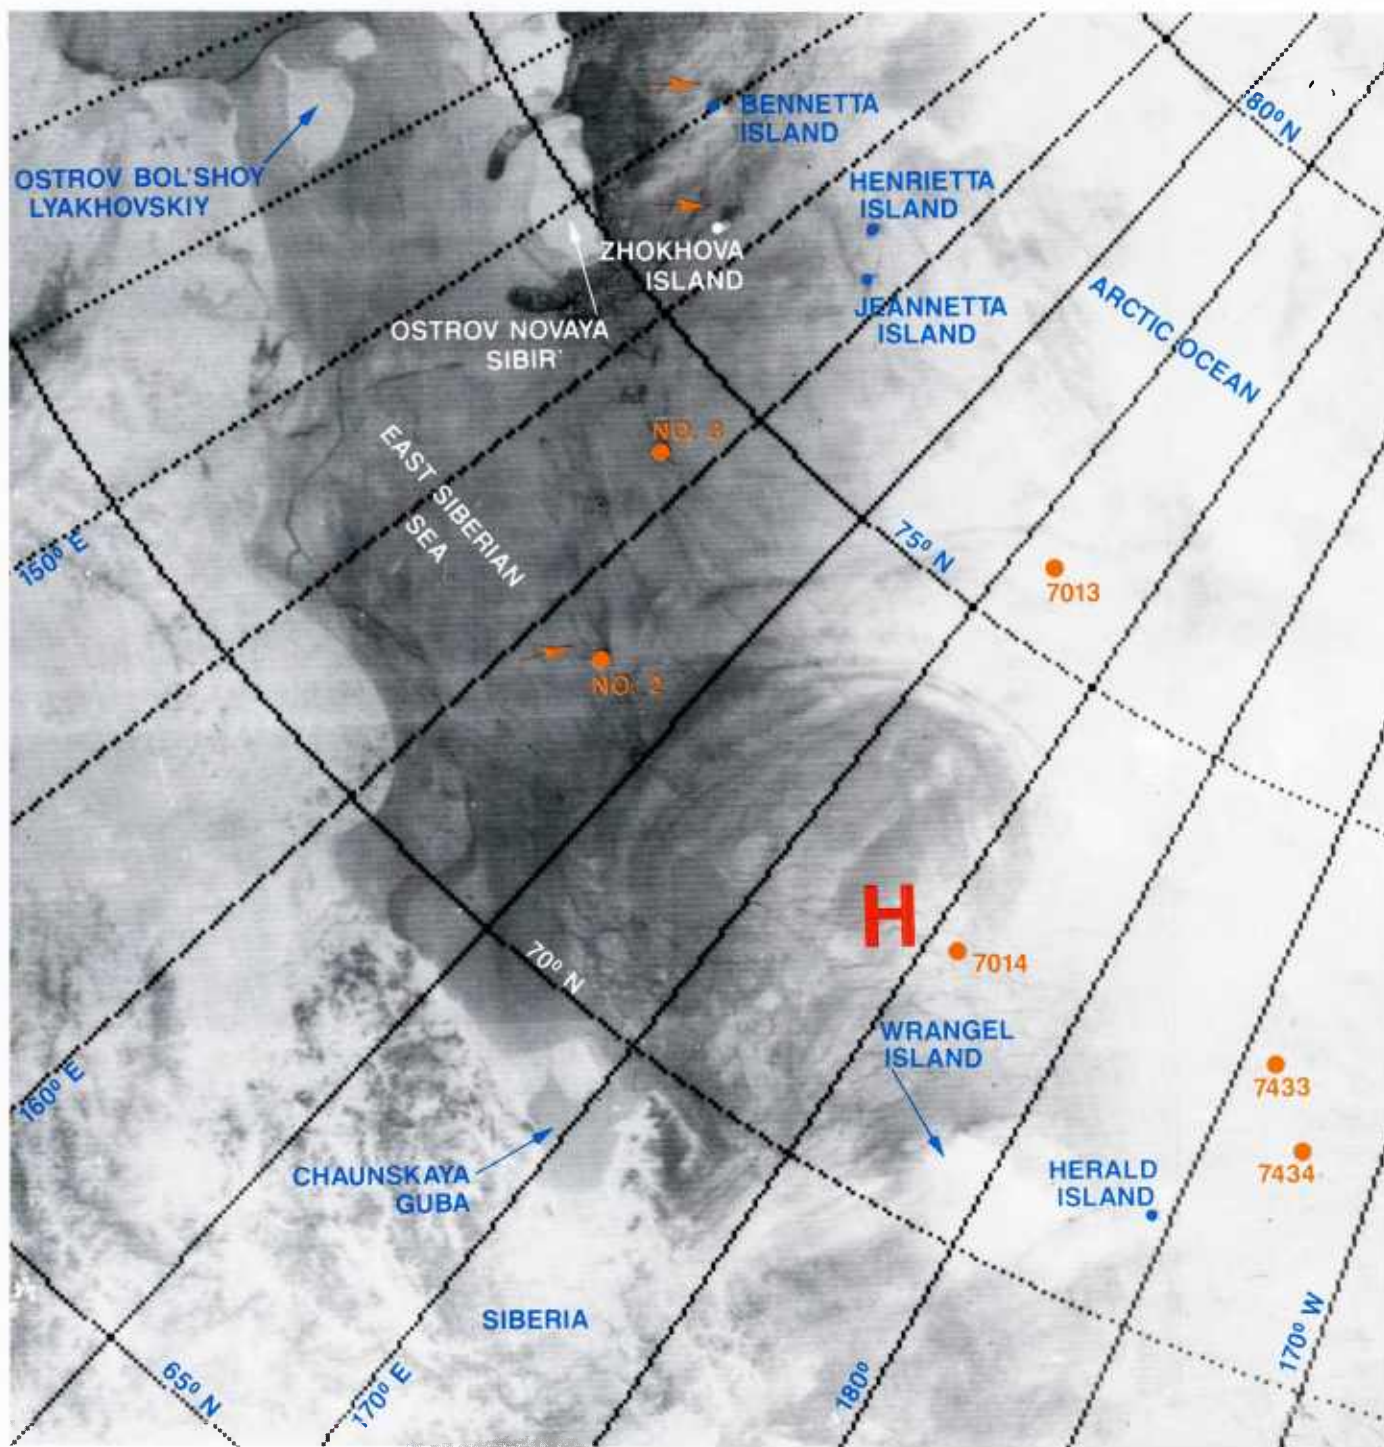 80° N
BENNETTA
ISLAND
OSTROV BOL'SHOY
LYAKHOVSKIY
HENRIETTA
ISLAND
ZHOKHOVA
ISLAND
JEANNETTA
ISLAND
ARCTIC OCEAN
OSTROV NOVAYA
SIBIR'
NO. 3
EAST SIBERIAN
SEA
75° N
150° E
7013
NO. 2
H
70° N
7014
WRANGEL
ISLAND
160° E
7433
CHAUNSKAYA
GUBA
HERALD
ISLAND
7434
SIBERIA
170° W
65° N
170° E
180°